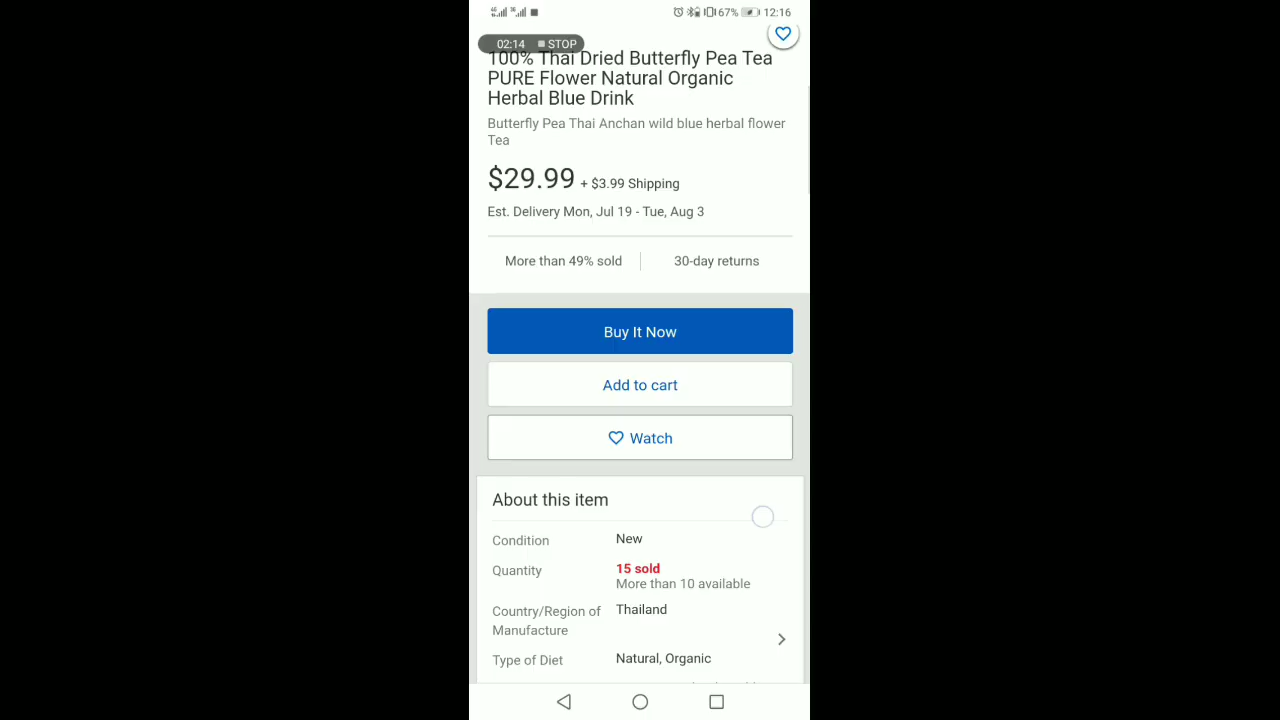 67% 12:16
02:14 STOP
100% Thai Dried Butterfly Pea Tea
PURE Flower Natural Organic
Herbal Blue Drink
Butterfly Pea Thai Anchan wild blue herbal flower
Tea
$29.99 + $3.99 Shipping
Est. Delivery Mon, Jul 19 - Tue, Aug 3
More than 49% sold 30-day returns
Buy It Now
Add to cart
Watch
About this item
Condition New
Quantity 15 sold
More than 10 available
Country/Region of Thailand
Manufacture
Type of Diet Natural, Organic